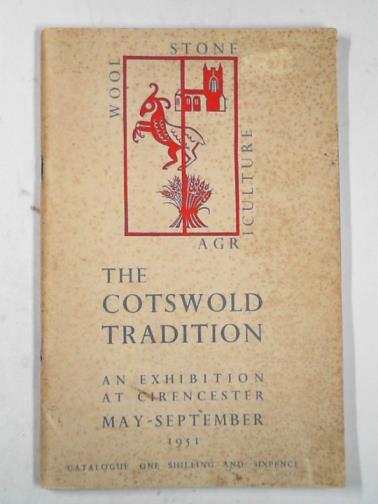 WOOL
STONE
AGRICULTURE
THE
COTSWOLD
TRADITION
AN EXHIBITION
AT CIRENCESTER
MAY-SEPTEMBER
1951
CATALOGUE ONE SHILLING AND SIXPENCE